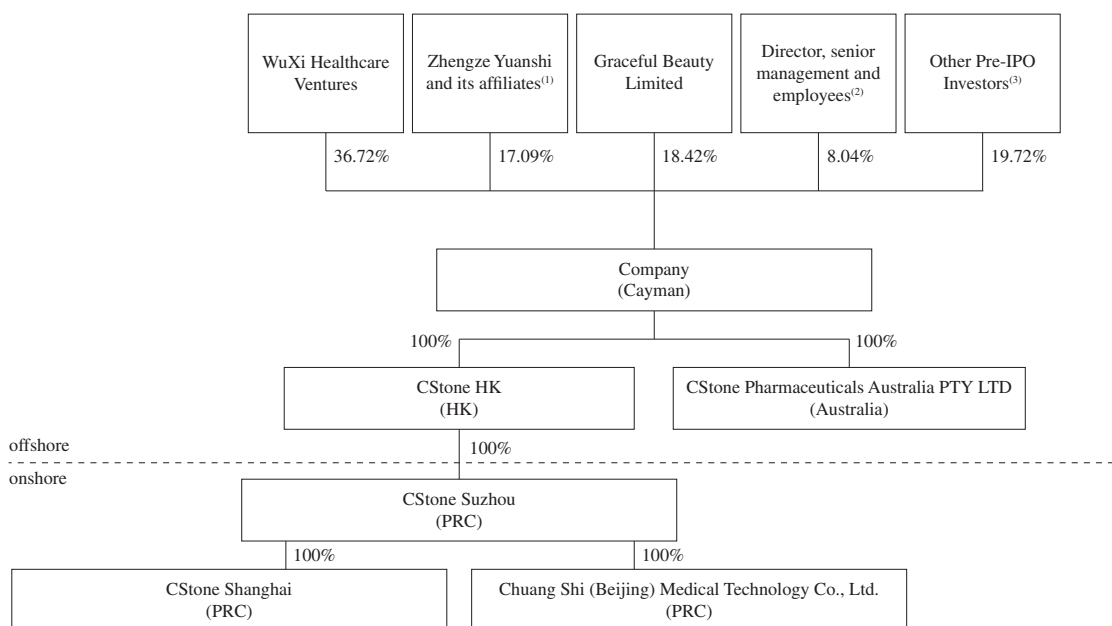 WuXi Healthcare
Ventures
Zhengze Yuanshi
and its affiliates(1)
Graceful Beauty
Limited
Director, senior
management and
employees(2)
Other Pre-IPO
Investors(3)
36.72%
17.09%
18.42%
8.04%
19.72%
Company
(Cayman)
100%
100%
CStone HK
(HK)
CStone Pharmaceuticals Australia PTY LTD
(Australia)
offshore
100%
onshore
CStone Suzhou
(PRC)
100%
100%
CStone Shanghai
(PRC)
Chuang Shi (Beijing) Medical Technology Co., Ltd.
(PRC)